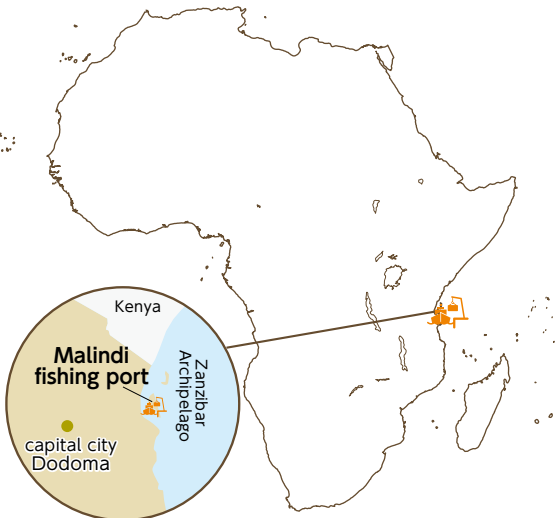 Kenya
Malindi
fishing port
Zanzibar
Archipelago
capital city
Dodoma